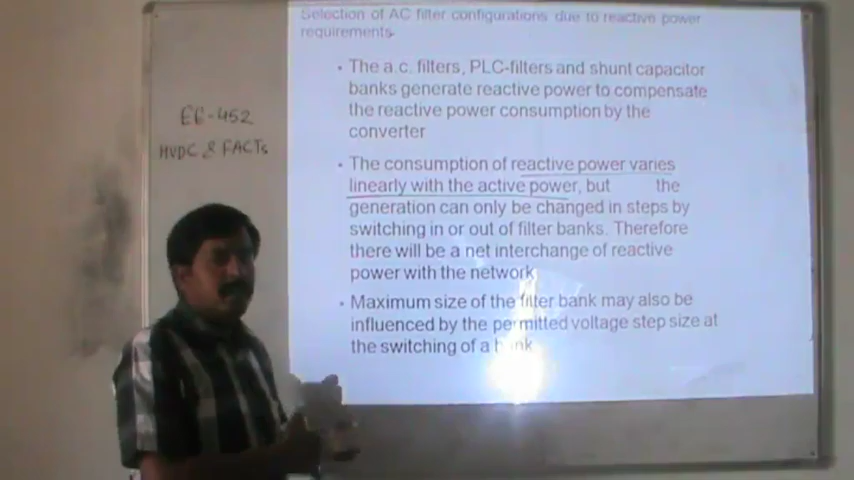 Selection of AC filter configurations due to reactive power
requirements
• The a.c. filters, PLC-filters and shunt capacitor
banks generate reactive power to compensate
the reactive power consumption by the
converter
• The consumption of reactive power varies
linearly with the active power, but the
generation can only be changed in steps by
switching in or out of filter banks. Therefore
there will be a net interchange of reactive
power with the network
• Maximum size of the filter bank may also be
influenced by the permitted voltage step size at
the switching of a bank
EE-452
HVDC & FACTs